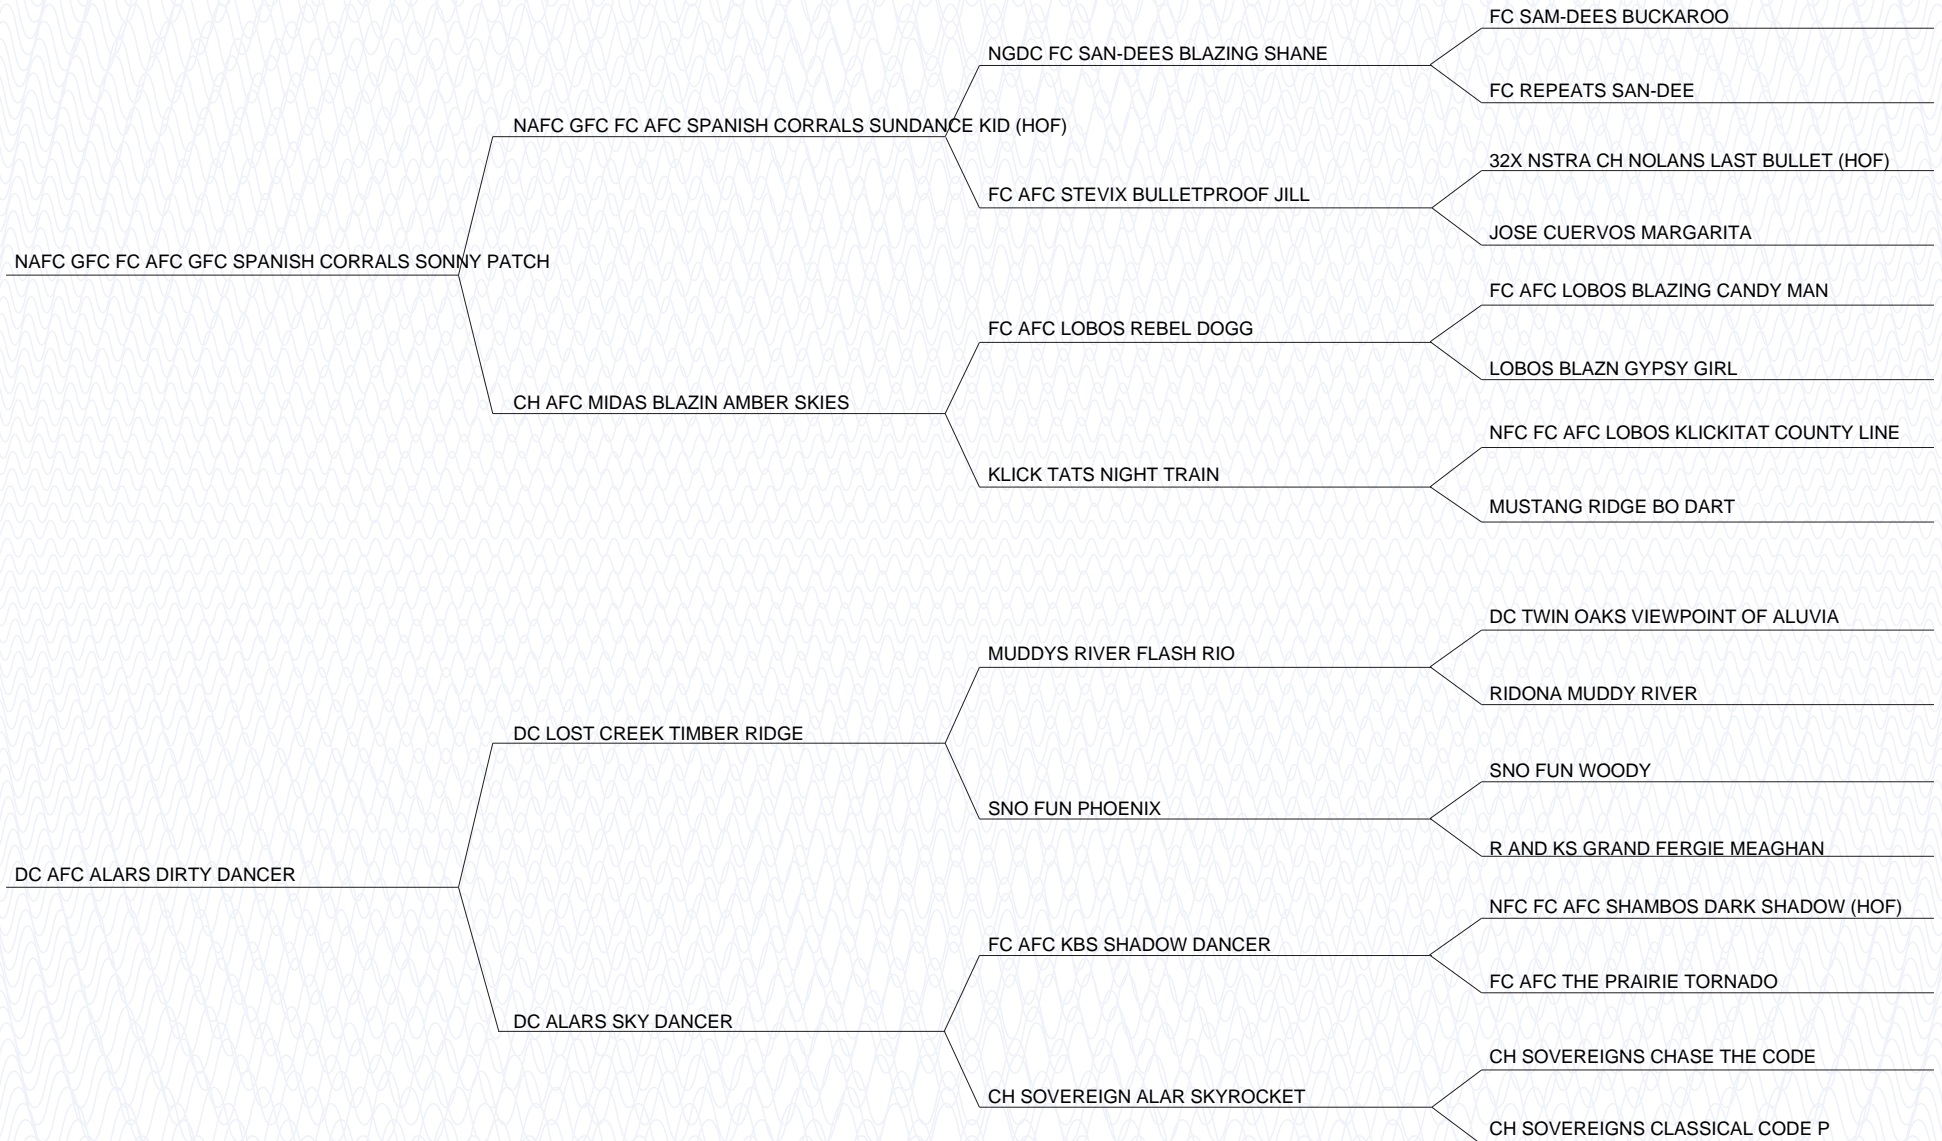 FC SAM-DEES BUCKAROO
NGDC FC SAN-DEES BLAZING SHANE
FC REPEATS SAN-DEE
NAFC GFC FC AFC SPANISH CORRALS SUNDANCE KID (HOF)
32X NSTRA CH NOLANS LAST BULLET (HOF)
FC AFC STEVIX BULLETPROOF JILL
JOSE CUERVOS MARGARITA
NAFC GFC FC AFC GFC SPANISH CORRALS SONNY PATCH
FC AFC LOBOS BLAZING CANDY MAN
FC AFC LOBOS REBEL DOGG
LOBOS BLAZN GYPSY GIRL
CH AFC MIDAS BLAZIN AMBER SKIES
NFC FC AFC LOBOS KLICKITAT COUNTY LINE
KLICK TATS NIGHT TRAIN
MUSTANG RIDGE BO DART
DC TWIN OAKS VIEWPOINT OF ALUVIA
MUDDYS RIVER FLASH RIO
RIDONA MUDDY RIVER
DC LOST CREEK TIMBER RIDGE
SNO FUN WOODY
SNO FUN PHOENIX
R AND KS GRAND FERGIE MEAGHAN
DC AFC ALARS DIRTY DANCER
NFC FC AFC SHAMBOS DARK SHADOW (HOF)
FC AFC KBS SHADOW DANCER
FC AFC THE PRAIRIE TORNADO
DC ALARS SKY DANCER
CH SOVEREIGNS CHASE THE CODE
CH SOVEREIGN ALAR SKYROCKET
CH SOVEREIGNS CLASSICAL CODE P